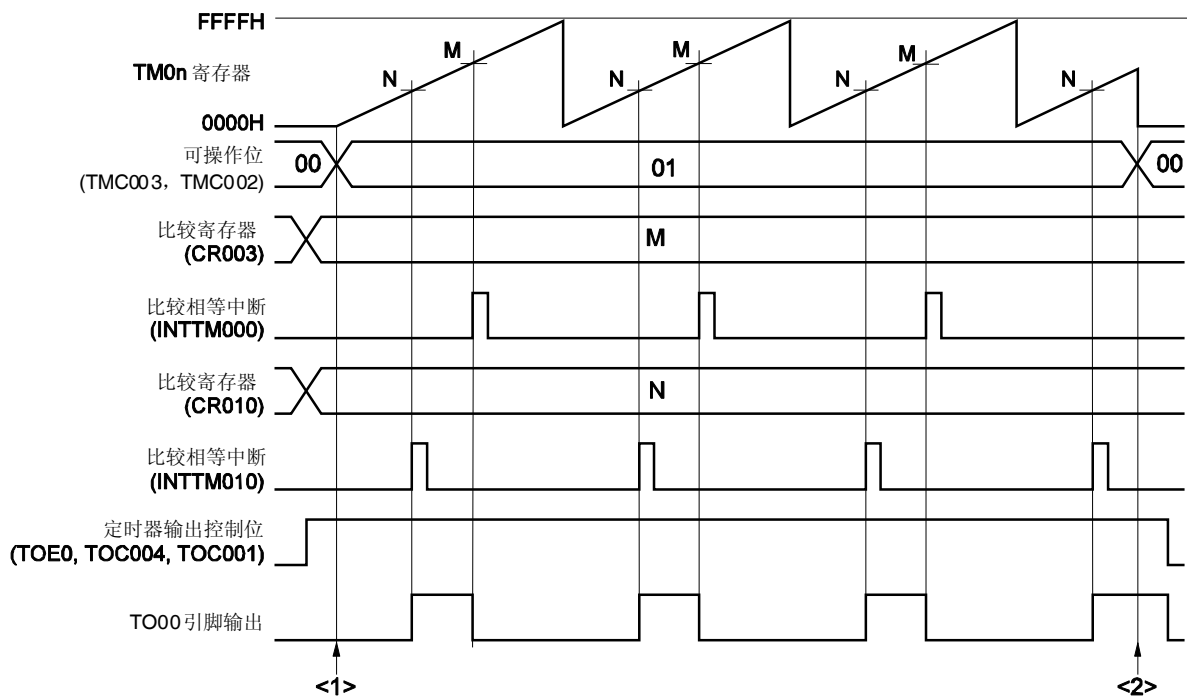 FFFFH
M
M
M
TM0n 寄存器
N
N
N
N
0000H
可操作位
(TMC003，TMC002)
00
01
00
比较寄存器
(CR003)
M
比较相等中断
(INTTM000)
比较寄存器
(CR010)
N
比较相等中断
(INTTM010)
定时器输出控制位
(TOE0, TOC004, TOC001)
TO00引脚输出
<1>
<2>